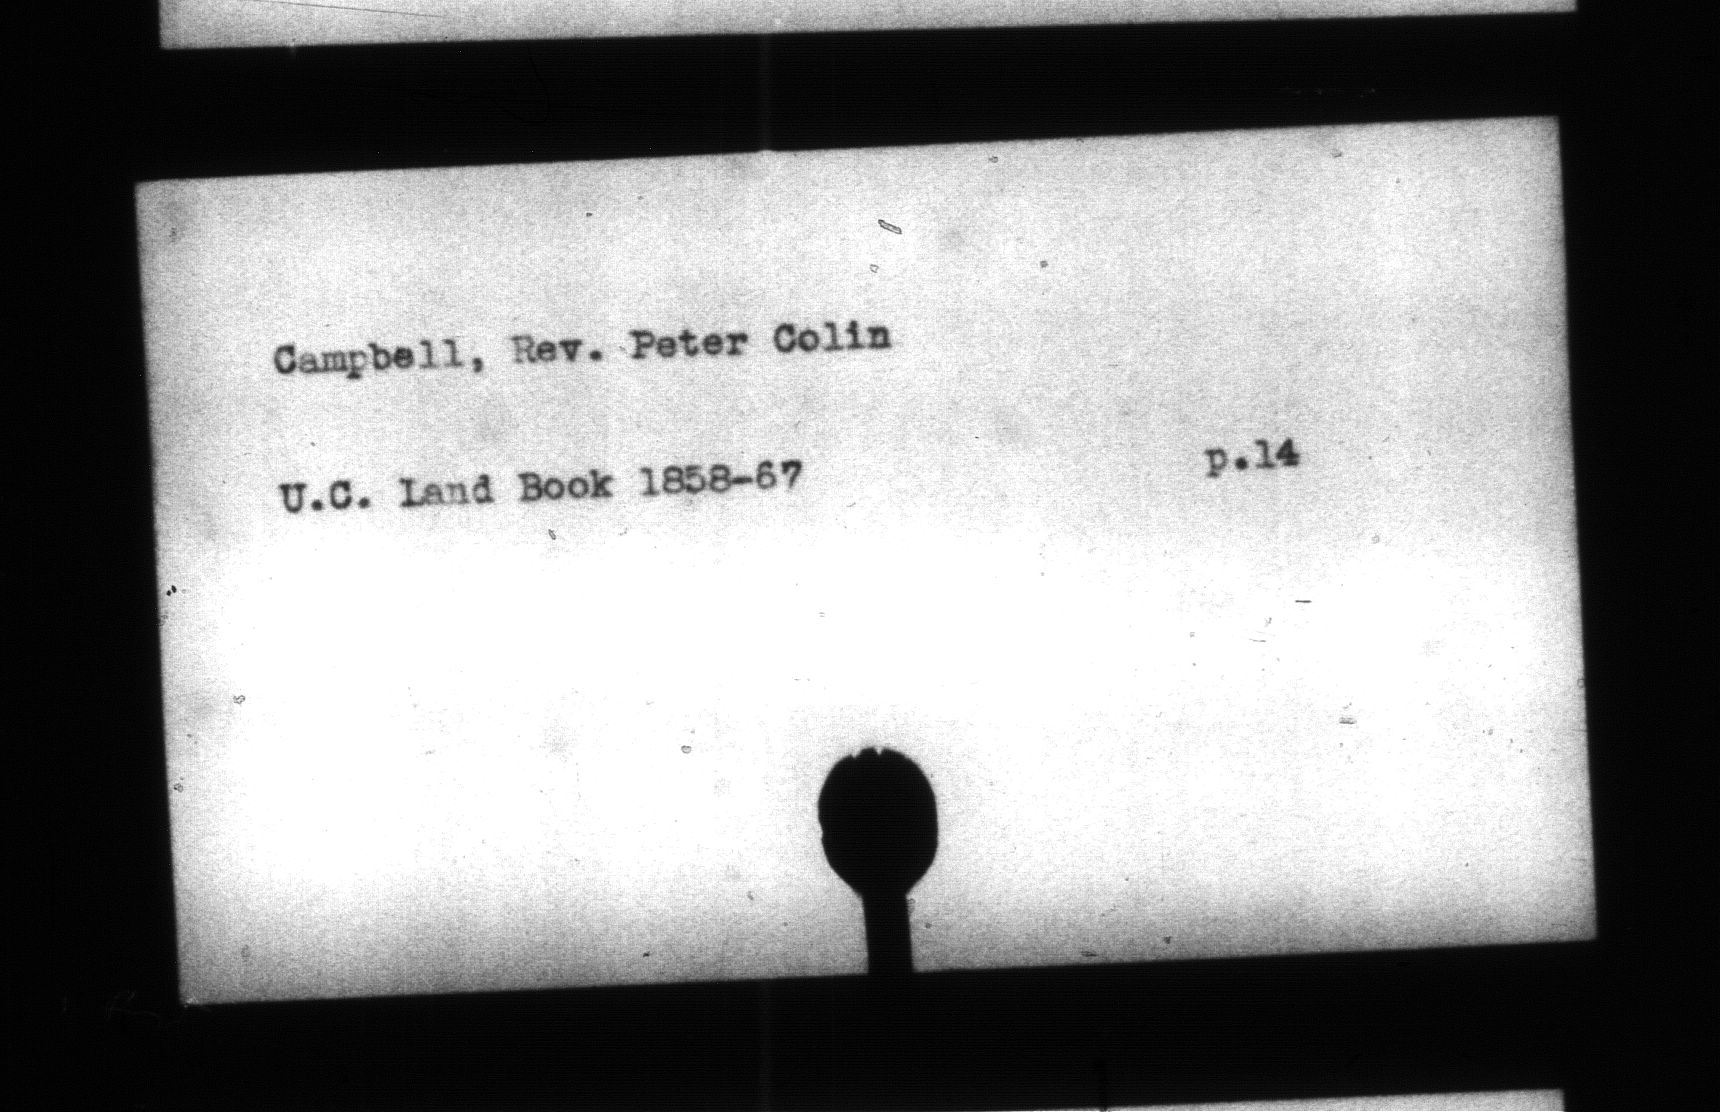 Campbell, Rev. Peter Colin
U.C. Land Book 1858-67 p.14